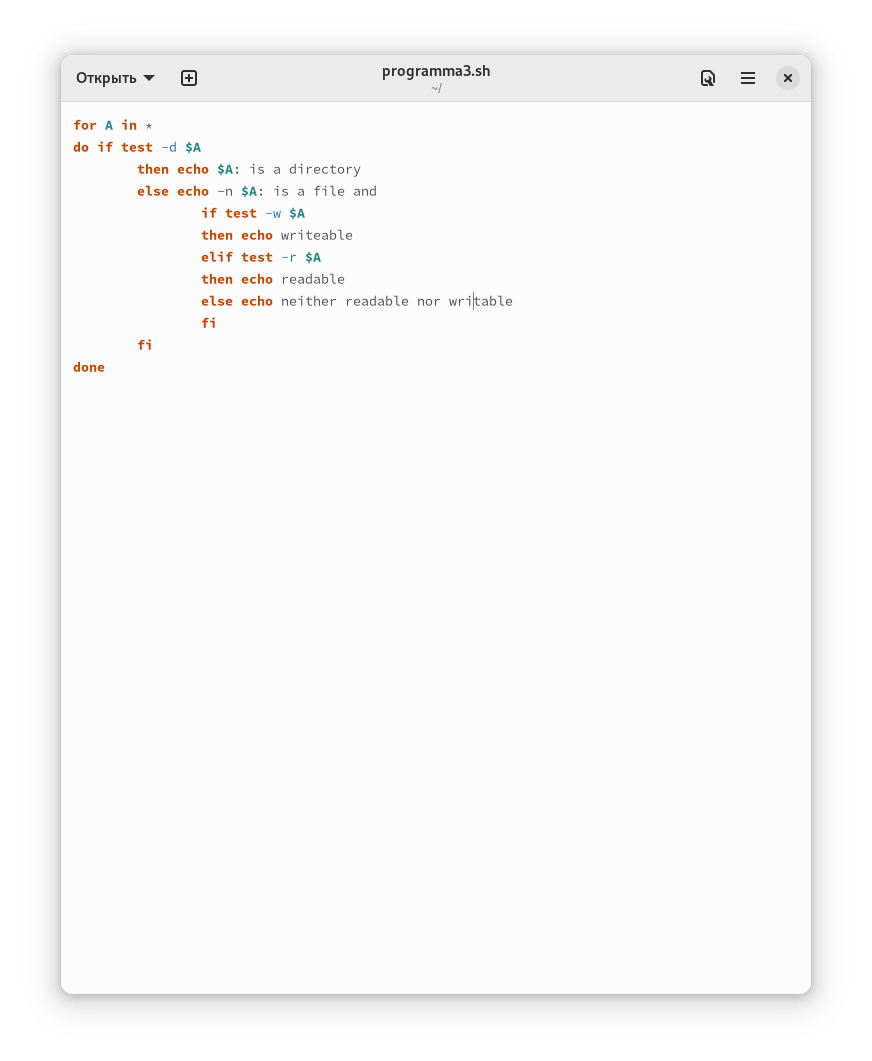 Открыть
programma3.sh
~/
for A in *
do if test -d $A
        then echo $A: is a directory
        else echo -n $A: is a file and
                if test -w $A
                then echo writeable
                elif test -r $A
                then echo readable
                else echo neither readable nor writable
                fi
        fi
done